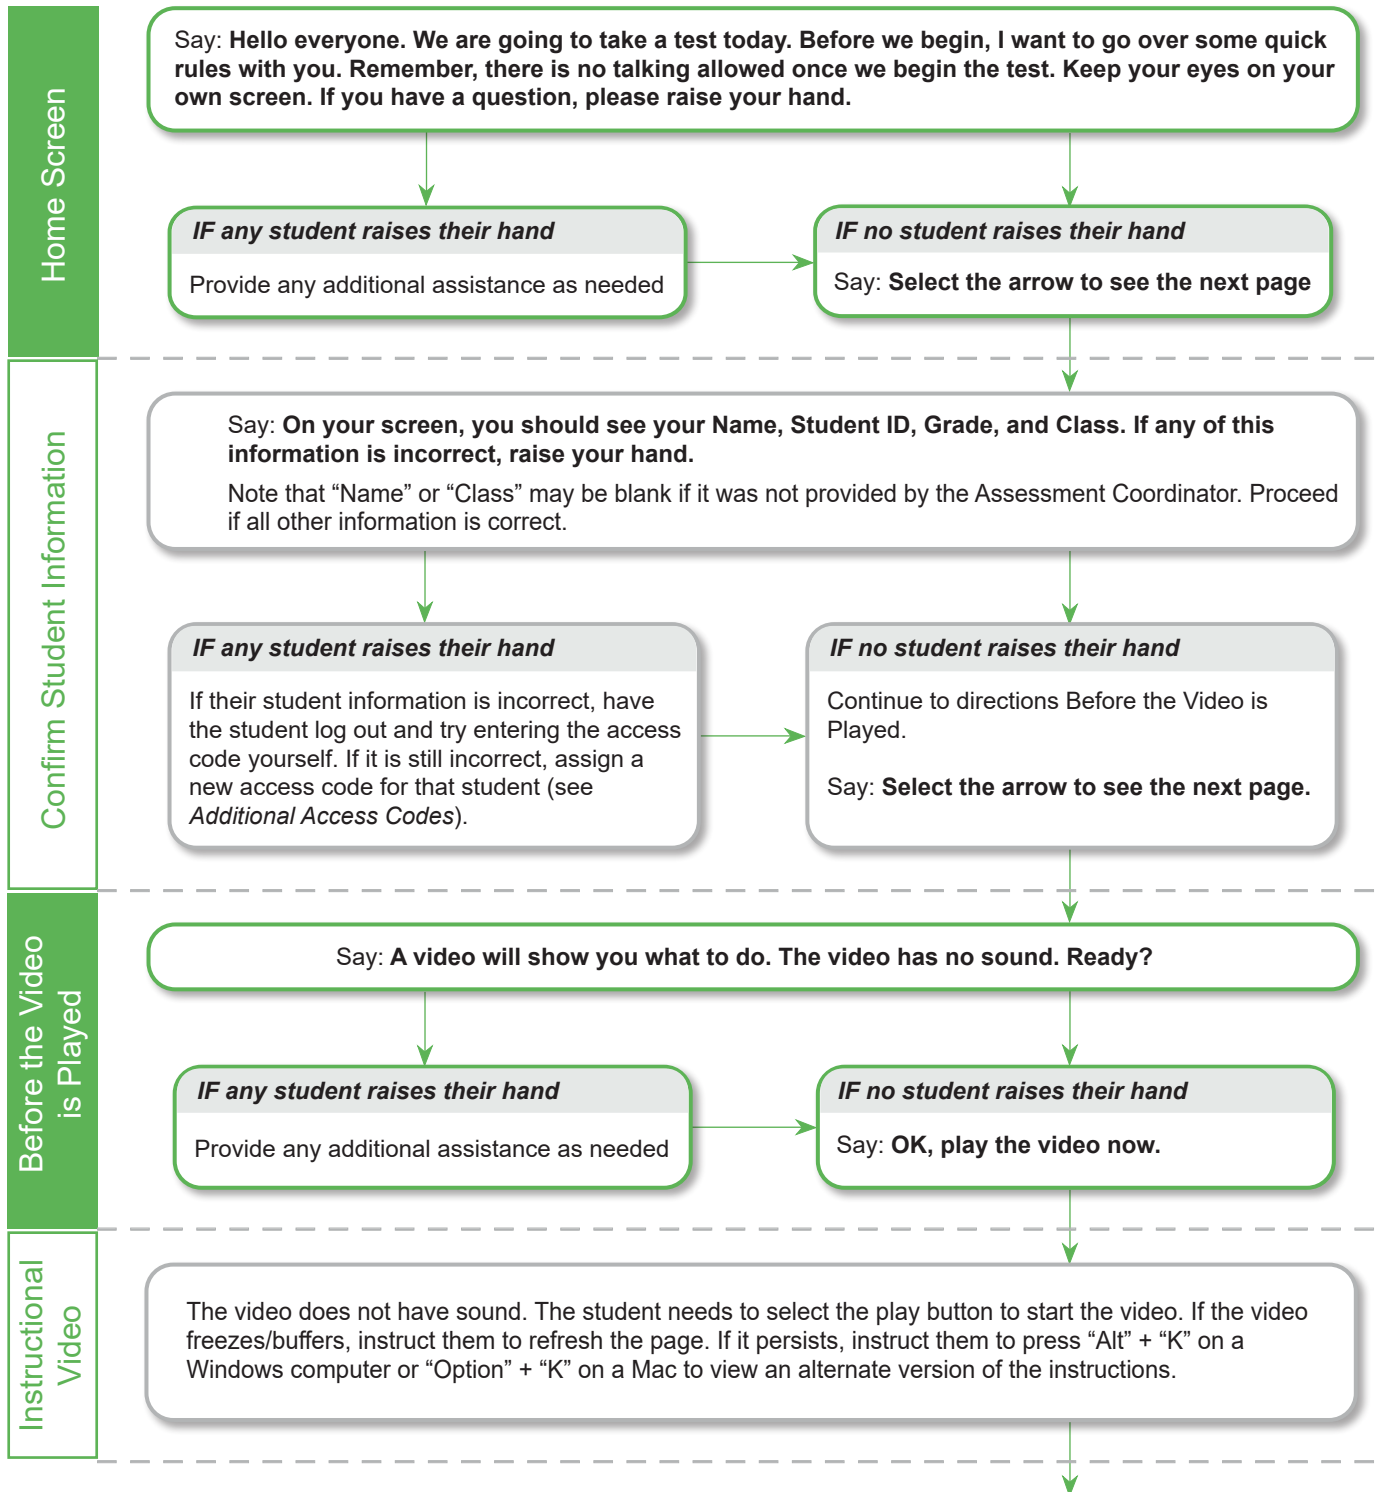 Home Screen
Say: Hello everyone. We are going to take a test today. Before we begin, I want to go over some quick
rules with you. Remember, there is no talking allowed once we begin the test. Keep your eyes on your
own screen. If you have a question, please raise your hand.
IF any student raises their hand
Provide any additional assistance as needed
IF no student raises their hand
Say: Select the arrow to see the next page
Confirm Student Information
Say: On your screen, you should see your Name, Student ID, Grade, and Class. If any of this
information is incorrect, raise your hand.
Note that “Name” or “Class” may be blank if it was not provided by the Assessment Coordinator. Proceed
if all other information is correct.
IF any student raises their hand
If their student information is incorrect, have
the student log out and try entering the access
code yourself. If it is still incorrect, assign a
new access code for that student (see
Additional Access Codes).
IF no student raises their hand
Continue to directions Before the Video is
Played.
Say: Select the arrow to see the next page.
Before the Video
is Played
Say: A video will show you what to do. The video has no sound. Ready?
IF any student raises their hand
Provide any additional assistance as needed
IF no student raises their hand
Say: OK, play the video now.
Instructional
Video
The video does not have sound. The student needs to select the play button to start the video. If the video
freezes/buffers, instruct them to refresh the page. If it persists, instruct them to press “Alt” + “K” on a
Windows computer or “Option” + “K” on a Mac to view an alternate version of the instructions.